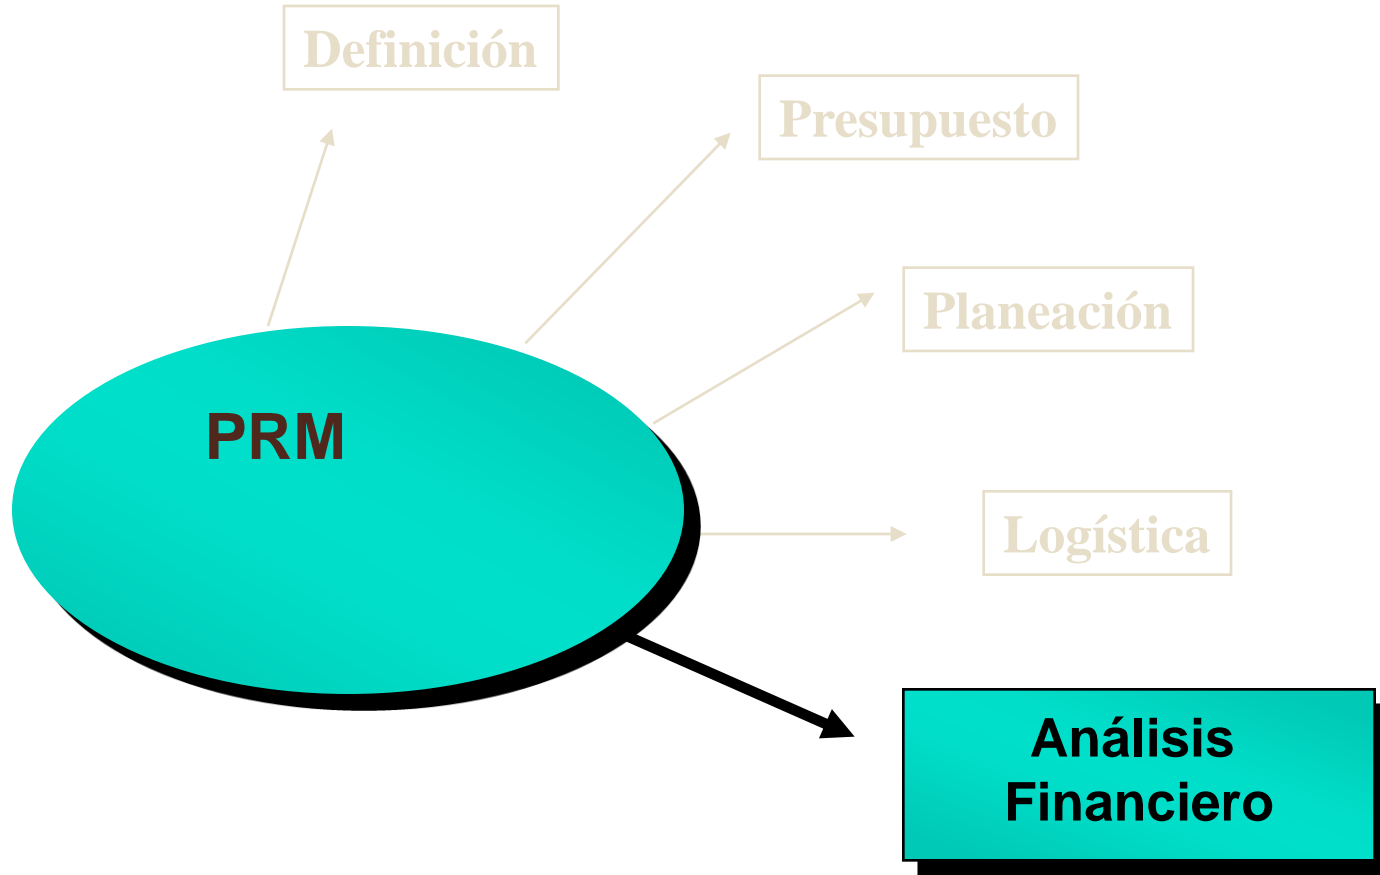 Definición
Presupuesto
Planeación
PRM
Logística
Análisis
Financiero